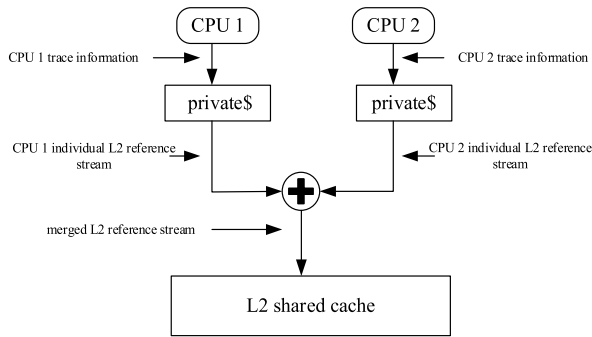 CPU 1
CPU 2
CPU 1 trace information
CPU 2 trace information
private$
private$
CPU 1 individual L2 reference
stream
CPU 2 individual L2 reference
stream
merged L2 reference stream
L2 shared cache